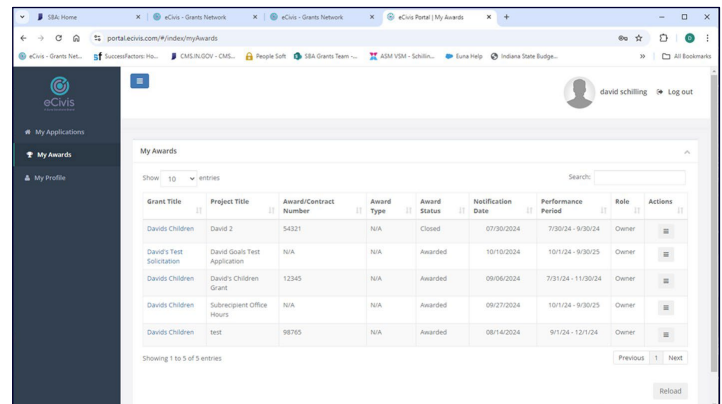 SBA: Home
eCivis - Grants Network
eCivis - Grants Network
eCivis Portal | My Awards
portal.ecivis.com/#/index/myAwards
eCivis - Grants Net...
SuccessFactors: Ho...
CMS.IN.GOV - CMS...
People Soft
SBA Grants Team -...
ASM VSM - Schillin...
Euna Help
Indiana State Budge...
All Bookmarks
eCivis
david schilling
Log out
My Applications
My Awards
My Profile
My Awards
Show 10 entries
Search:
Grant Title Project Title Award/Contract Number Award Type Award Status Notification Date Performance Period Role Actions
Davids Children David 2 54321 N/A Closed 07/30/2024 7/30/24 - 9/30/24 Owner
David's Test Solicitation David Goals Test Application N/A N/A Awarded 10/10/2024 10/1/24 - 9/30/25 Owner
Davids Children David's Children Grant 12345 N/A Awarded 09/06/2024 7/31/24 - 11/30/24 Owner
Davids Children Subrecipient Office Hours N/A N/A Awarded 09/27/2024 10/1/24 - 9/30/25 Owner
Davids Children test 98765 N/A Awarded 08/14/2024 9/1/24 - 12/1/24 Owner
Showing 1 to 5 of 5 entries
Previous 1 Next
Reload